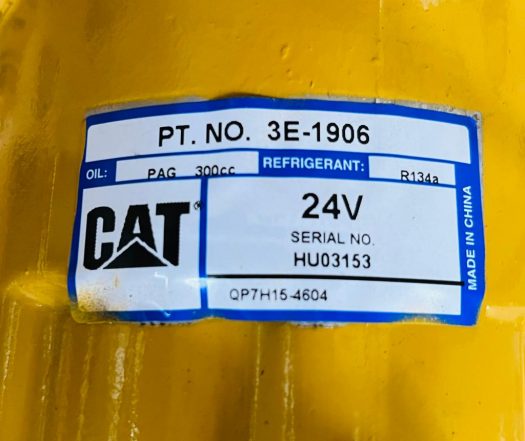 PT. NO. 3E-1906
OIL: PAG 300cc REFRIGERANT: R134a
CAT®
24V
SERIAL NO.
HU03153
QP7H15-4604
MADE IN CHINA